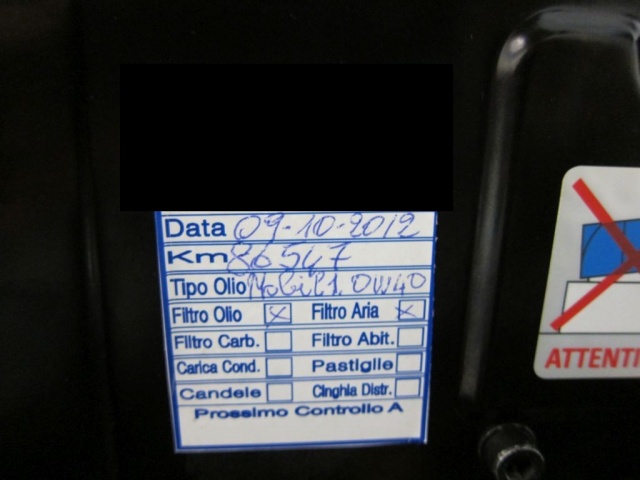 Data 09-10-2012
Km 86547
Tipo Olio Mobil 1 0W40
Filtro Olio X Filtro Aria X
Filtro Carb. Filtro Abit.
Carica Cond. Pastiglie
Candele Cinghia Distr.
Prossimo Controllo A
ATTENTI